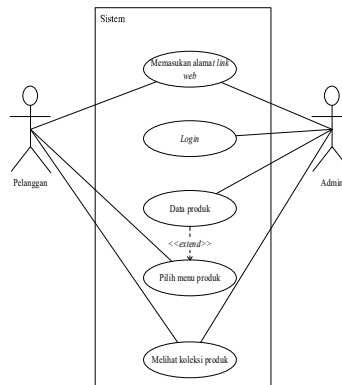 Sistem
Memasukan alamat link
web
Login
Pelanggan
Admin
Data produk
<<extend>>
Pilih menu produk
Melihat koleksi produk